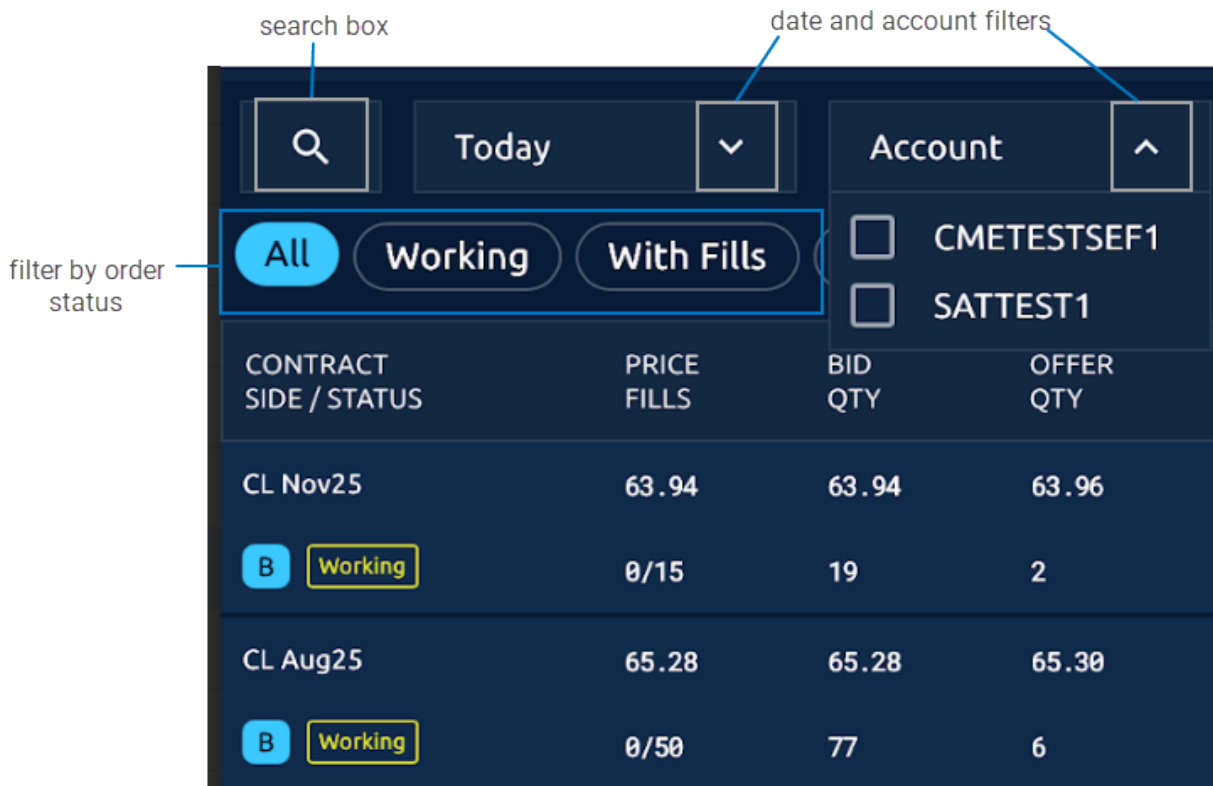 search box
date and account filters
Today
Account
All
Working
With Fills
CMETESTSEF1
SATTEST1
filter by order
status
CONTRACT
SIDE / STATUS
PRICE
FILLS
BID
QTY
OFFER
QTY
CL Nov25
63.94
63.94
63.96
B
Working
0/15
19
2
CL Aug25
65.28
65.28
65.30
B
Working
0/50
77
6